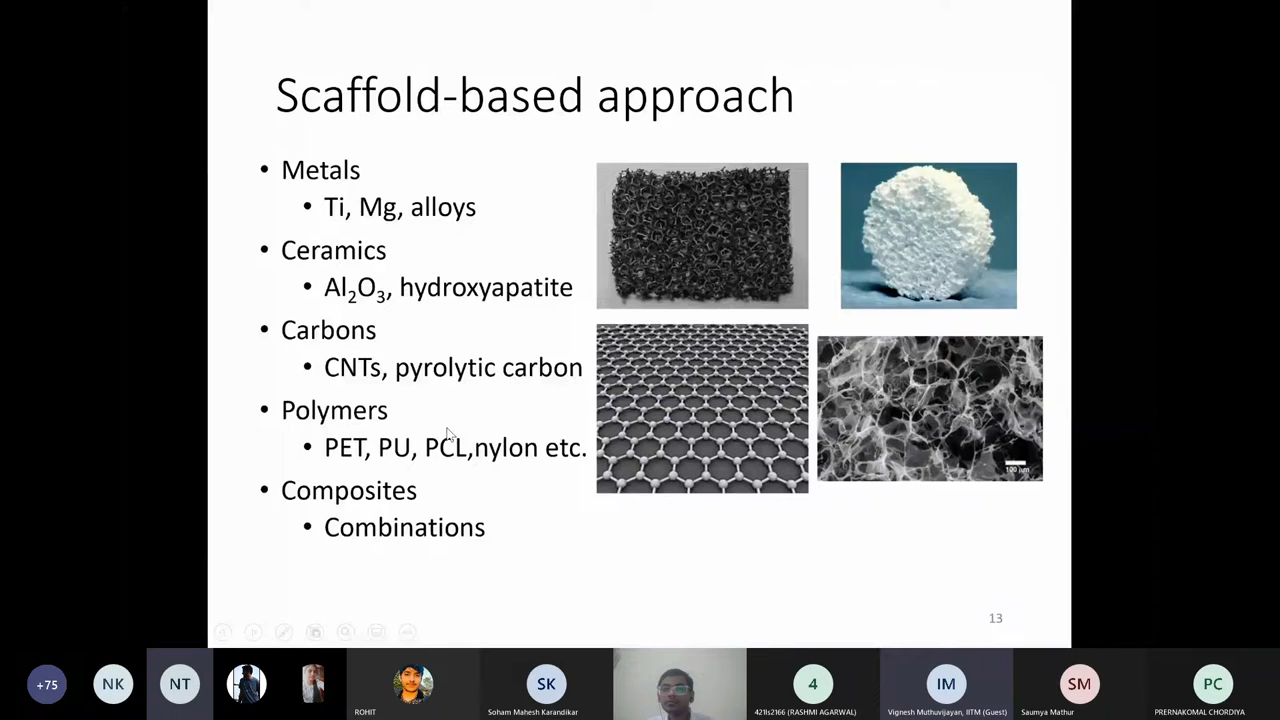 Scaffold-based approach
• Metals
• Ti, Mg, alloys
• Ceramics
• Al₂O₃, hydroxyapatite
• Carbons
• CNTs, pyrolytic carbon
• Polymers
• PET, PU, PCL,nylon etc.
• Composites
• Combinations
100 µm
13
+75
NK
NT
ROHIT
SK
Soham Mahesh Karandikar
4
421ls2166 (RASHMI AGARWAL)
IM
Vignesh Muthuvijayan, IITM (Guest)
SM
Saumya Mathur
PC
PRERNAKOMAL CHORDIYA